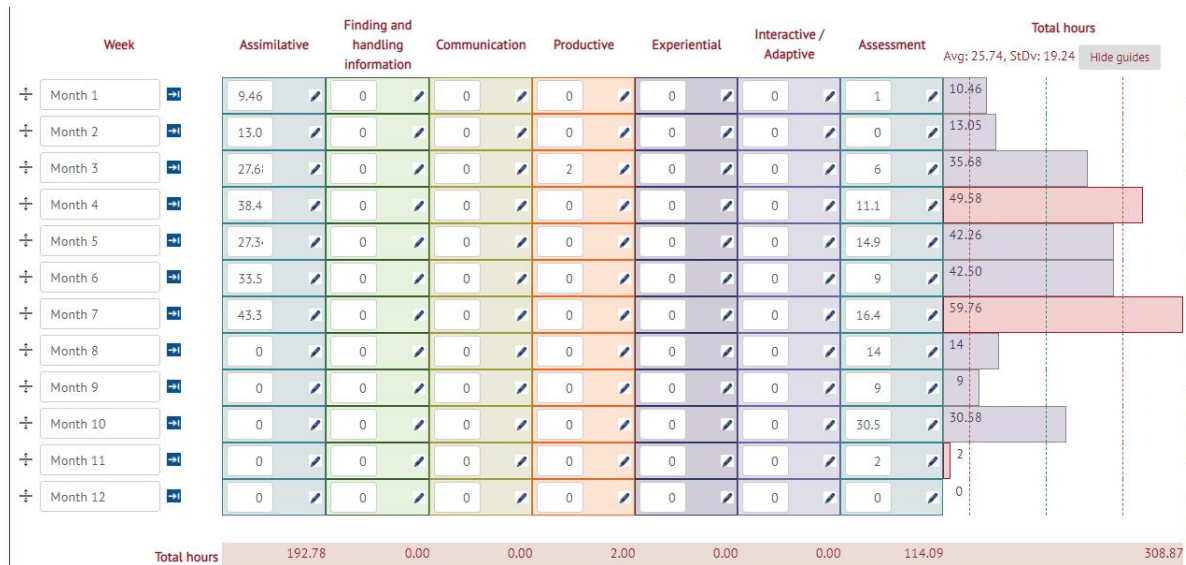 Week Assimilative Finding and handling information Communication Productive Experiential Interactive / Adaptive Assessment Total hours
Avg: 25.74, StDv: 19.24 Hide guides
Month 1 9.46 0 0 0 0 0 1 10.46
Month 2 13.0 0 0 0 0 0 0 13.05
Month 3 27.68 0 0 2 0 0 6 35.68
Month 4 38.4 0 0 0 0 0 11.1 49.58
Month 5 27.3 0 0 0 0 0 14.9 42.26
Month 6 33.5 0 0 0 0 0 9 42.50
Month 7 43.3 0 0 0 0 0 16.4 59.76
Month 8 0 0 0 0 0 0 14 14
Month 9 0 0 0 0 0 0 9 9
Month 10 0 0 0 0 0 0 30.5 30.58
Month 11 0 0 0 0 0 0 2 2
Month 12 0 0 0 0 0 0 0 0
Total hours 192.78 0.00 0.00 2.00 0.00 0.00 114.09 308.87